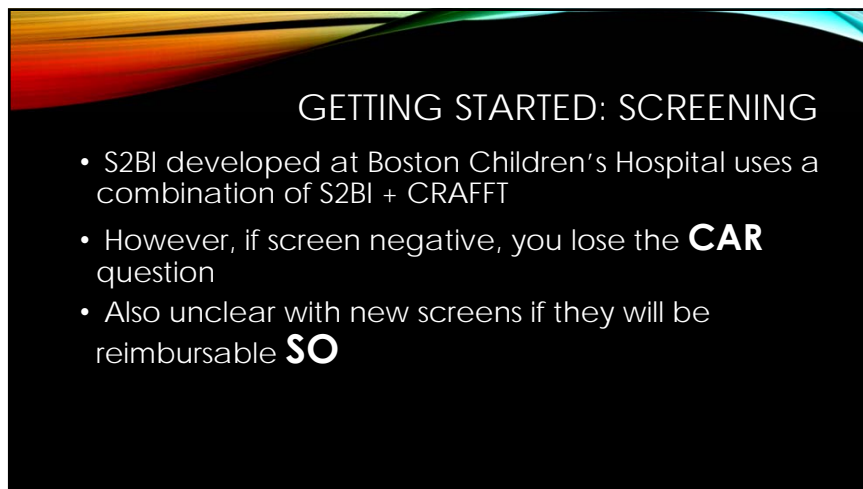 GETTING STARTED: SCREENING
• S2BI developed at Boston Children's Hospital uses a
combination of S2BI + CRAFFT
• However, if screen negative, you lose the CAR
question
• Also unclear with new screens if they will be
reimbursable SO